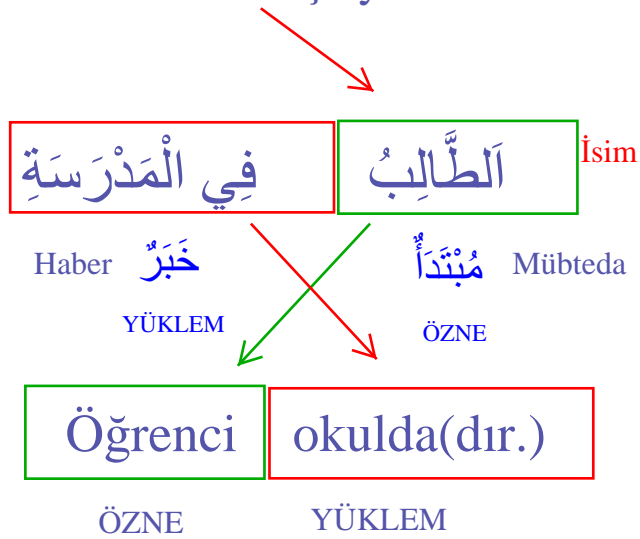 اَلطَّالِبُ فِي الْمَدْرَسَةِ
İsim
Haber خَبَرٌ مُبْتَدَأٌ Mübteda
YÜKLEM ÖZNE
Öğrenci okulda(dır.)
ÖZNE YÜKLEM